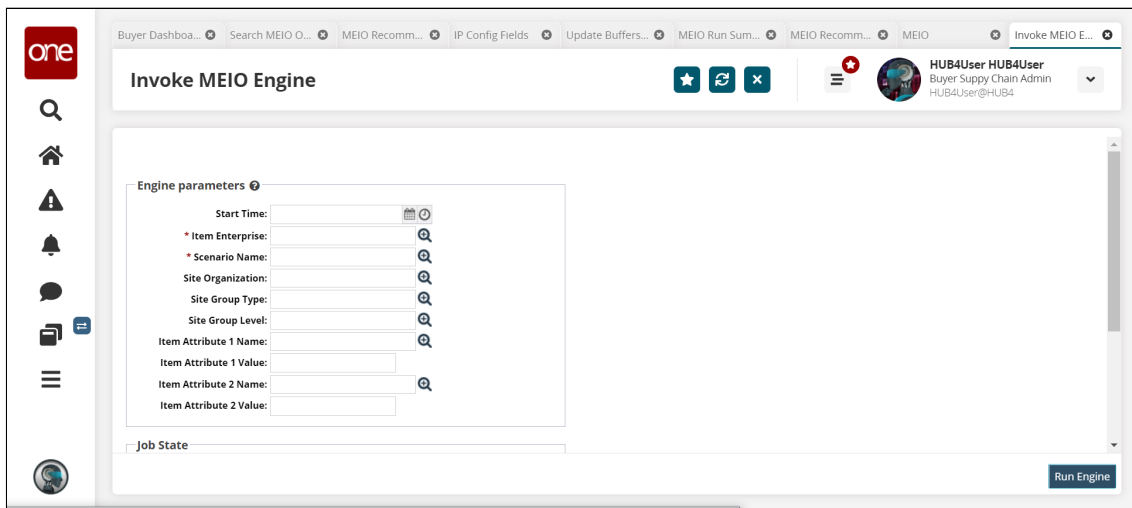 one
Buyer Dashboa...
Search MEIO O...
MEIO Recomm...
IP Config Fields
Update Buffers...
MEIO Run Sum...
MEIO Recomm...
MEIO
Invoke MEIO E...
Invoke MEIO Engine
HUB4User HUB4User
Buyer Suppy Chain Admin
HUB4User@HUB4
Engine parameters
Start Time:
* Item Enterprise:
* Scenario Name:
Site Organization:
Site Group Type:
Site Group Level:
Item Attribute 1 Name:
Item Attribute 1 Value:
Item Attribute 2 Name:
Item Attribute 2 Value:
Job State
Run Engine